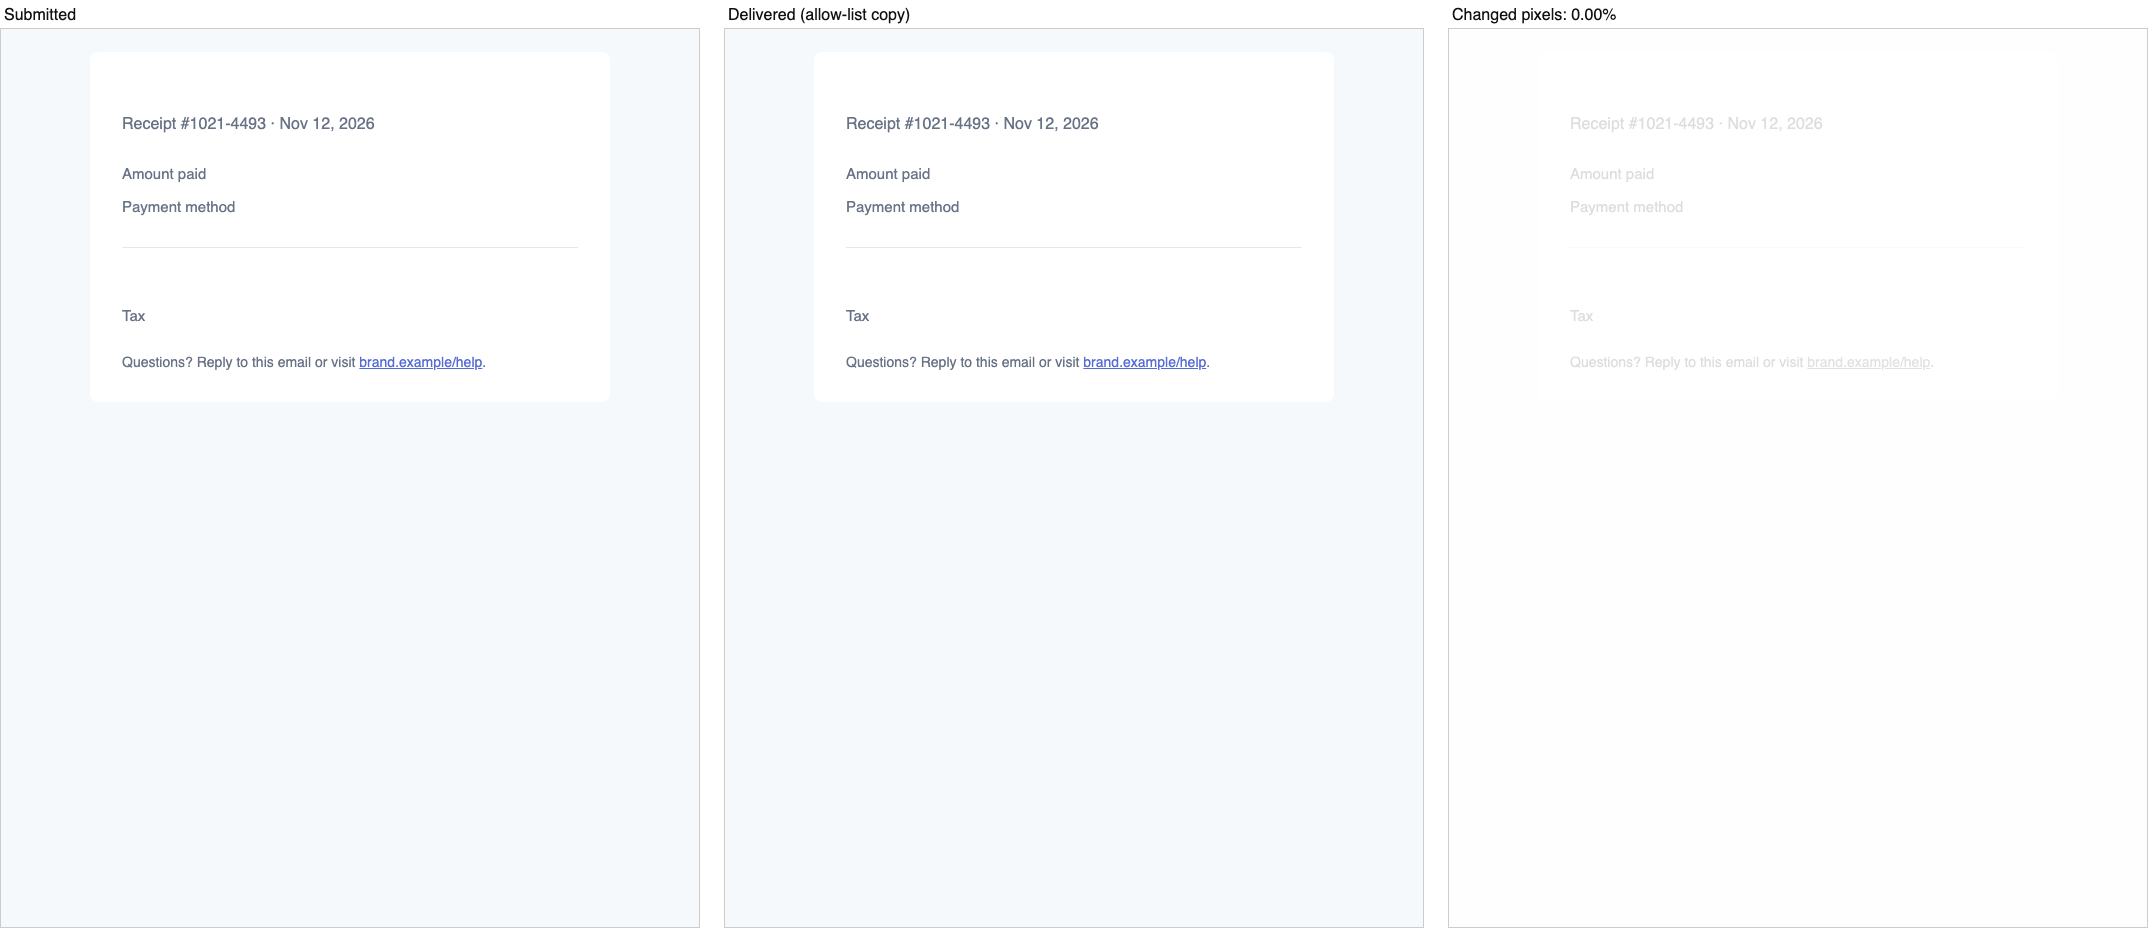 Submitted
Receipt #1021-4493 · Nov 12, 2026
Amount paid
Payment method
Tax
Questions? Reply to this email or visit brand.example/help.
Delivered (allow-list copy)
Receipt #1021-4493 · Nov 12, 2026
Amount paid
Payment method
Tax
Questions? Reply to this email or visit brand.example/help.
Changed pixels: 0.00%
Receipt #1021-4493 · Nov 12, 2026
Amount paid
Payment method
Tax
Questions? Reply to this email or visit brand.example/help.